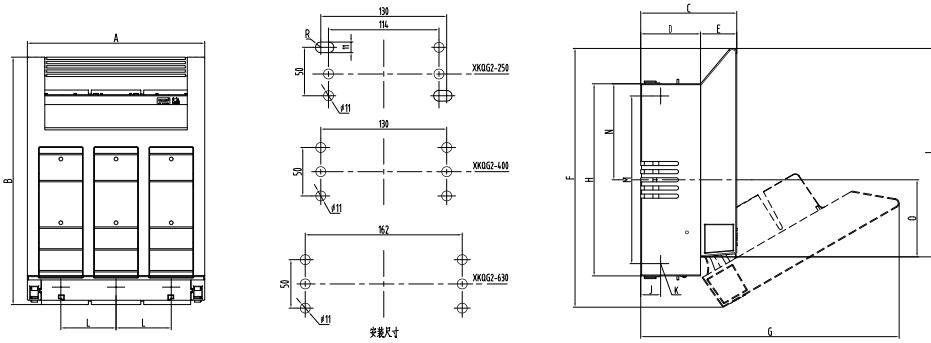 A
B
L L
130
114
R
11
50
XKQG2-250
φ11
130
50
XKQG2-400
φ11
162
50
XKQG2-630
φ11
安装尺寸
C
D E
F
H
N
M
O
I
J K
G